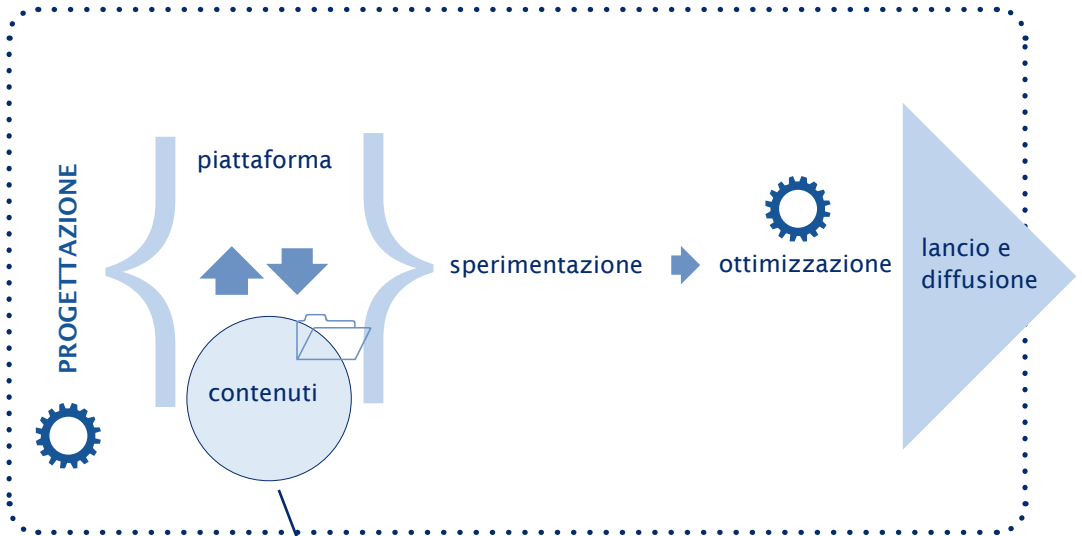 PROGETTAZIONE
piattaforma
contenuti
sperimentazione
ottimizzazione
lancio e
diffusione